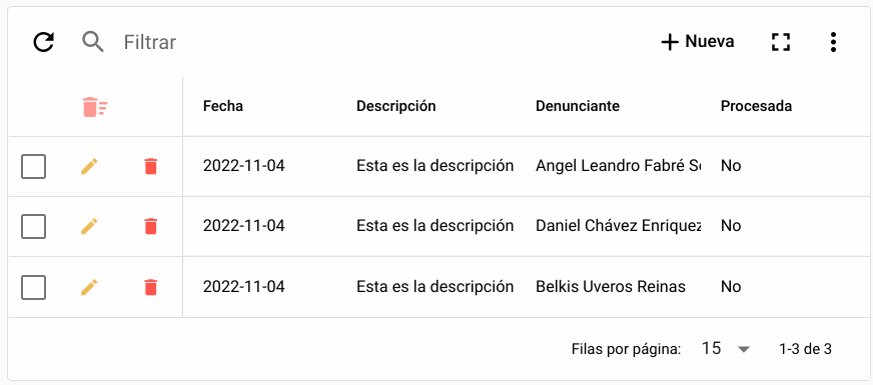 Filtrar + Nueva
Fecha Descripción Denunciante Procesada
2022-11-04 Esta es la descripción Angel Leandro Fabré No
2022-11-04 Esta es la descripción Daniel Chávez Enriquez No
2022-11-04 Esta es la descripción Belkis Uveros Reinas No
Filas por página: 15 1-3 de 3